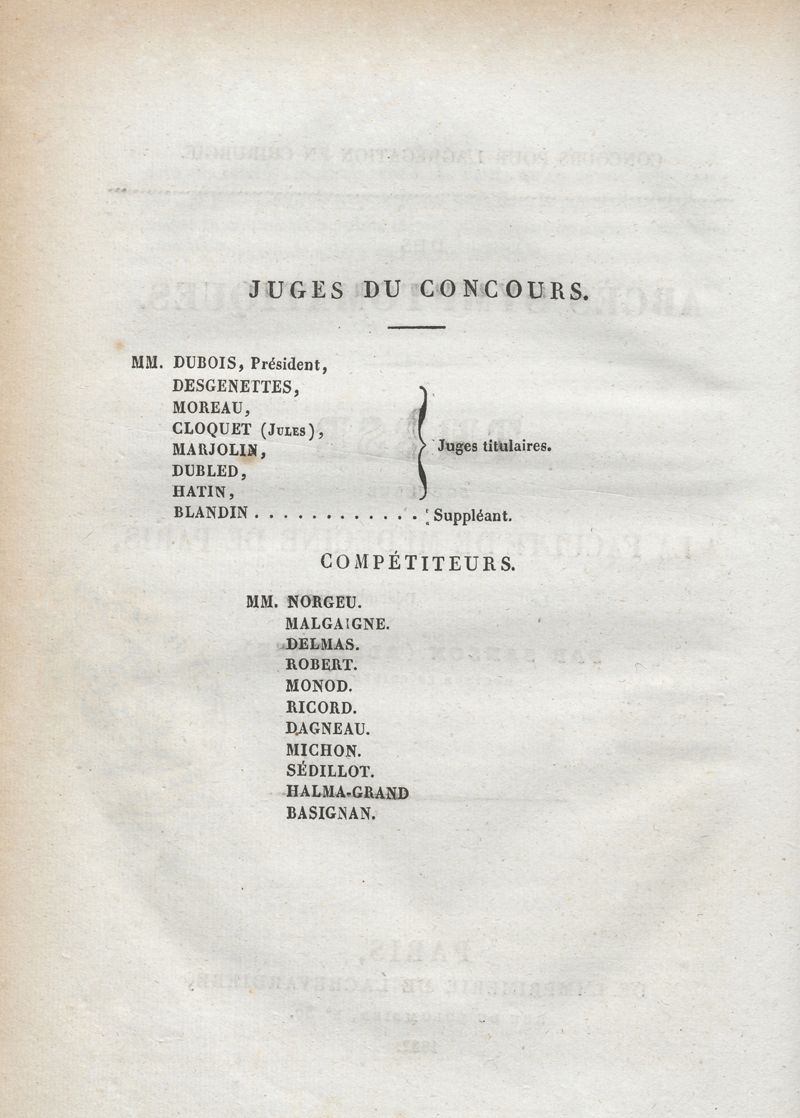 JUGES DU CONCOURS.
MM. DUBOIS, Président,
DESGENETTES,
MOREAU,
CLOQUET (JULES),
MARJOLIN,
DUBLED,
HATIN,
Juges titulaires.
BLANDIN . . . . . . . . . . . . Suppléant.
COMPÉTITEURS.
MM. NORGEU.
MALGAIGNE.
DELMAS.
ROBERT.
MONOD.
RICORD.
DAGNEAU.
MICHON.
SÉDILLOT.
HALMA-GRAND
BASIGNAN.